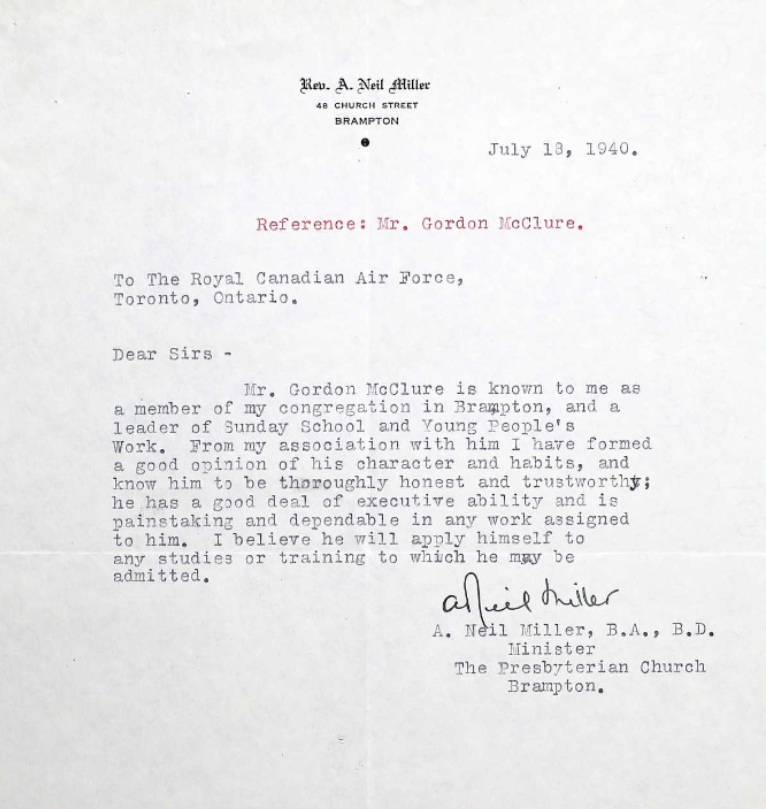 Rev. A. Neil Miller
48 CHURCH STREET
BRAMPTON
July 18, 1940.
Reference: Mr. Gordon McClure.
To The Royal Canadian Air Force,
Toronto, Ontario.
Dear Sirs -
Mr. Gordon McClure is known to me as
a member of my congregation in Brampton, and a
leader of Sunday School and Young People's
Work. From my association with him I have formed
a good opinion of his character and habits, and
know him to be thoroughly honest and trustworthy;
he has a good deal of executive ability and is
painstaking and dependable in any work assigned
to him. I believe he will apply himself to
any studies or training to which he may be
admitted.
A Neil Miller
A. Neil Miller, B.A., B.D.
Minister
The Presbyterian Church
Brampton.